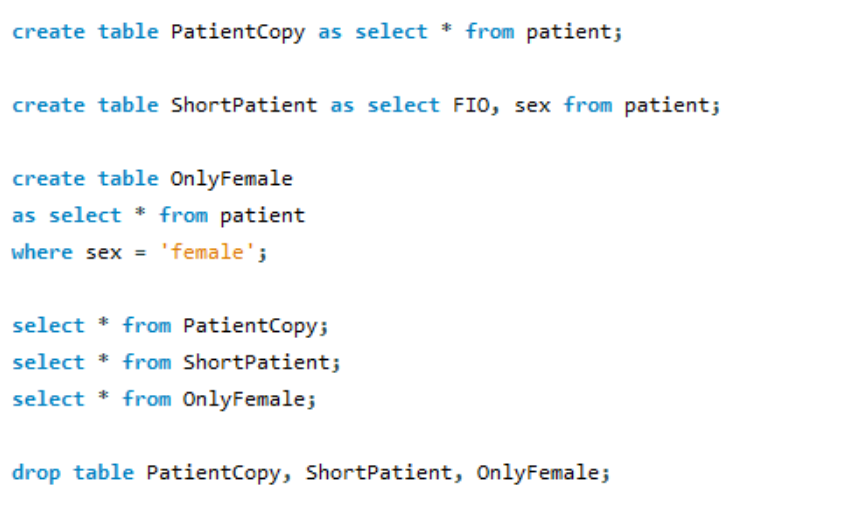 create table PatientCopy as select * from patient;
create table ShortPatient as select FIO, sex from patient;
create table OnlyFemale
as select * from patient
where sex = 'female';
select * from PatientCopy;
select * from ShortPatient;
select * from OnlyFemale;
drop table PatientCopy, ShortPatient, OnlyFemale;